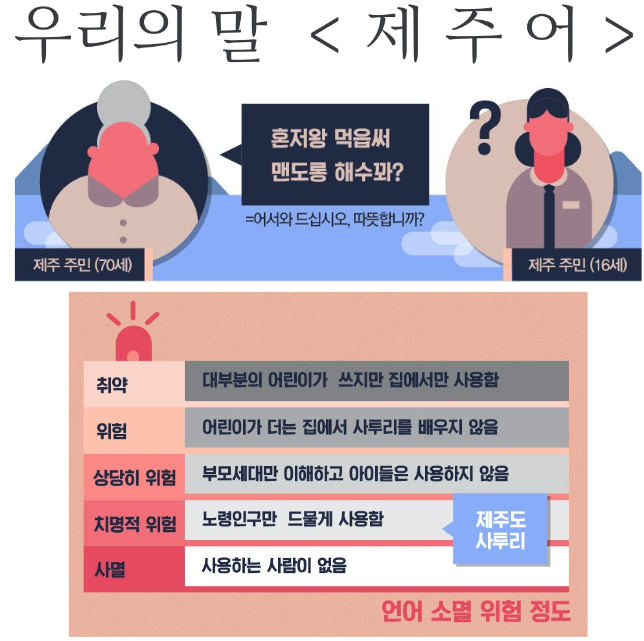 우리의 말 < 제 주 어 >
혼저왕 먹읍써
맨도롱 해수꽈?
?
=어서와 드십시오, 따뜻합니까?
제주 주민 (70세)
제주 주민 (16세)
취약
대부분의 어린이가 쓰지만 집에서만 사용함
위험
어린이가 더는 집에서 사투리를 배우지 않음
상당히 위험
부모세대만 이해하고 아이들은 사용하지 않음
치명적 위험
노령인구만 드물게 사용함
제주도
사투리
사멸
사용하는 사람이 없음
언어 소멸 위험 정도